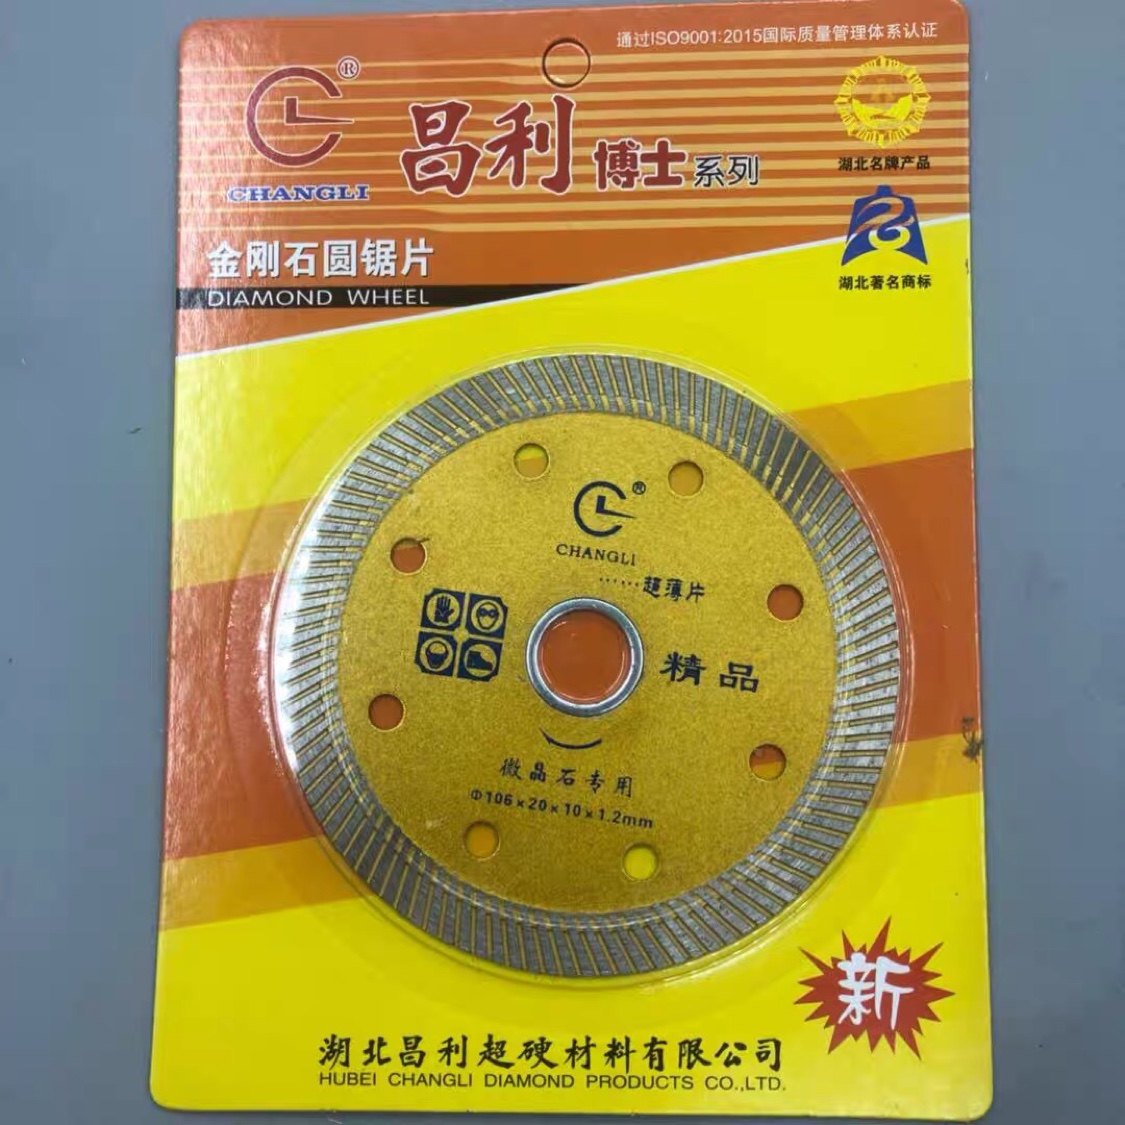 通过ISO9001:2015国际质量管理体系认证
®
CHANGLI
昌利 博士系列
湖北名牌产品
湖北著名商标
金刚石圆锯片
DIAMOND WHEEL
®
CHANGLI
……超薄片
精品
微晶石专用
Φ106×20×10×1.2mm
新
湖北昌利超硬材料有限公司
HUBEI CHANGLI DIAMOND PRODUCTS CO.,LTD.